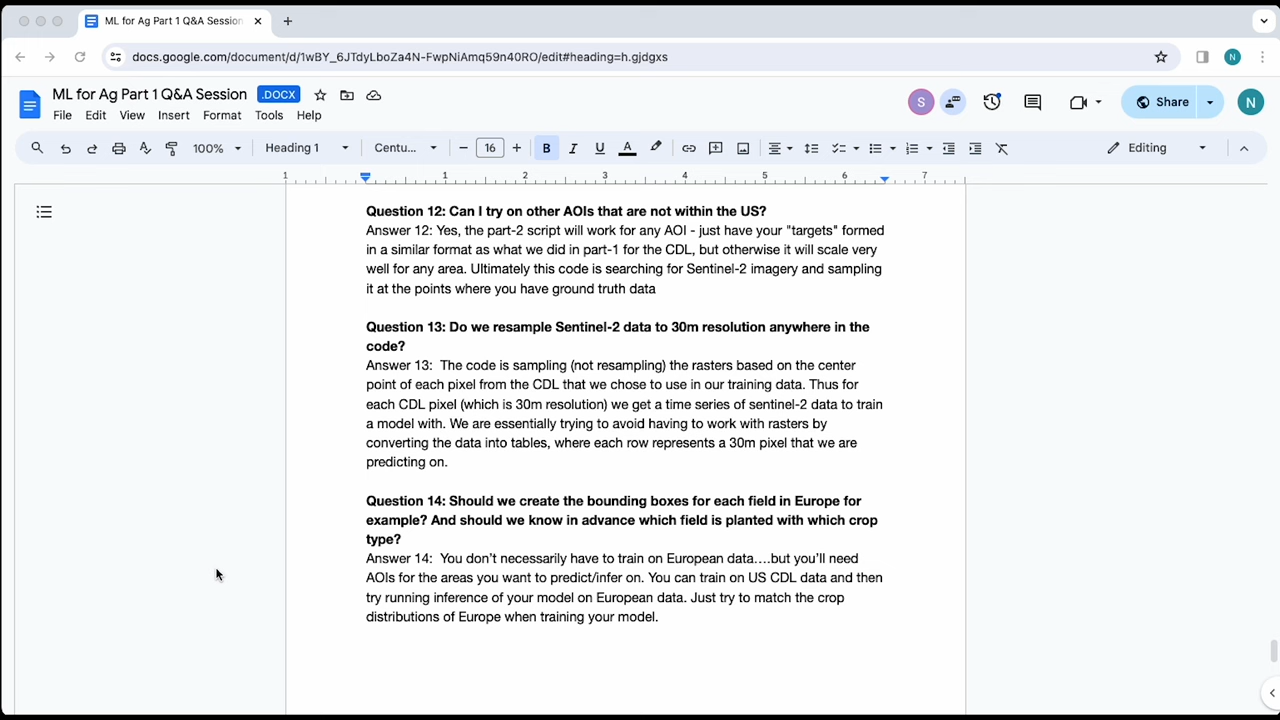 ML for Ag Part 1 Q&A Session
docs.google.com/document/d/1wBY_6JTdyLboZa4N-FwpNiAmq59n40RO/edit#heading=h.gjdgxs
N
ML for Ag Part 1 Q&A Session .DOCX
S
Share
N
File Edit View Insert Format Tools Help
100% Heading 1 Centu... 16 B I U A Editing
1 1 2 3 4 5 6 7
Question 12: Can I try on other AOIs that are not within the US?
Answer 12: Yes, the part-2 script will work for any AOI - just have your "targets" formed
in a similar format as what we did in part-1 for the CDL, but otherwise it will scale very
well for any area. Ultimately this code is searching for Sentinel-2 imagery and sampling
it at the points where you have ground truth data
Question 13: Do we resample Sentinel-2 data to 30m resolution anywhere in the
code?
Answer 13:  The code is sampling (not resampling) the rasters based on the center
point of each pixel from the CDL that we chose to use in our training data. Thus for
each CDL pixel (which is 30m resolution) we get a time series of sentinel-2 data to train
a model with. We are essentially trying to avoid having to work with rasters by
converting the data into tables, where each row represents a 30m pixel that we are
predicting on.
Question 14: Should we create the bounding boxes for each field in Europe for
example? And should we know in advance which field is planted with which crop
type?
Answer 14:  You don't necessarily have to train on European data....but you'll need
AOIs for the areas you want to predict/infer on. You can train on US CDL data and then
try running inference of your model on European data. Just try to match the crop
distributions of Europe when training your model.